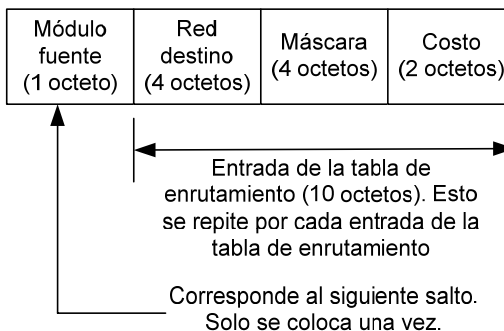 Módulo fuente (1 octeto)
Red destino (4 octetos)
Máscara (4 octetos)
Costo (2 octetos)
Entrada de la tabla de
enrutamiento (10 octetos). Esto
se repite por cada entrada de la
tabla de enrutamiento
Corresponde al siguiente salto.
Solo se coloca una vez.